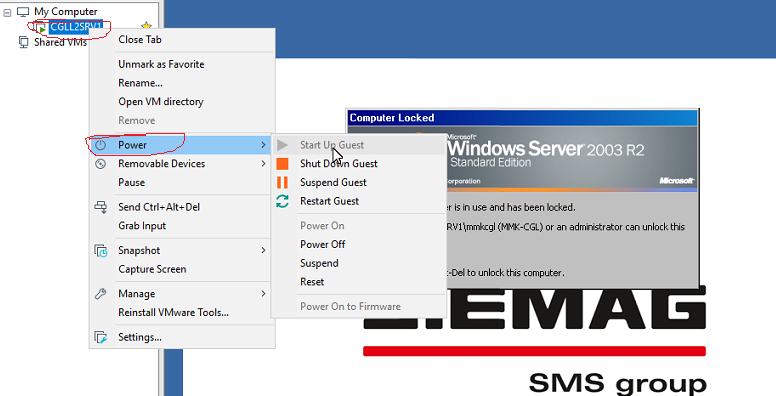 My Computer
CGLL2SRV1
Shared VMs
Close Tab
Unmark as Favorite
Rename...
Open VM directory
Remove
Power
Removable Devices
Pause
Send Ctrl+Alt+Del
Grab Input
Snapshot
Capture Screen
Manage
Reinstall VMware Tools...
Settings...
Start Up Guest
Shut Down Guest
Suspend Guest
Restart Guest
Power On
Power Off
Suspend
Reset
Power On to Firmware
Computer Locked
Microsoft
Windows Server 2003 R2
Standard Edition
orporation
Microsoft
er is in use and has been locked.
RV1\mmkcgl (MMK-CGL) or an administrator can unlock this
-Del to unlock this computer.
SIEMAG
SMS group